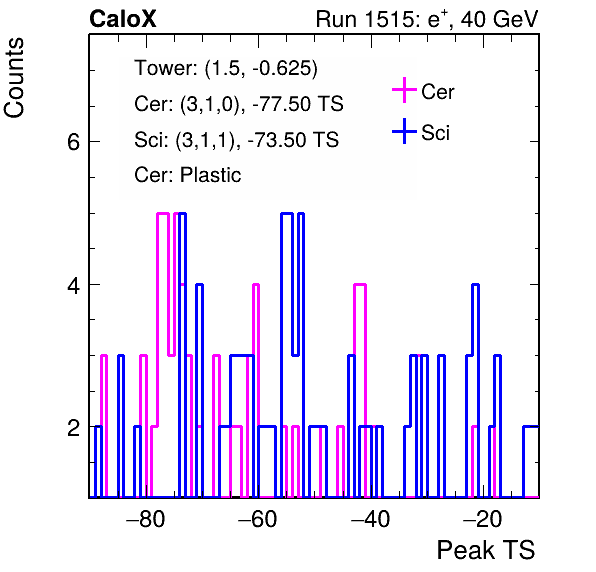 CaloX Run 1515: e⁺, 40 GeV
Counts
Tower: (1.5, -0.625)
Cer: (3,1,0), -77.50 TS
Sci: (3,1,1), -73.50 TS
Cer: Plastic
Cer
Sci
6
4
2
−80 −60 −40 −20
Peak TS